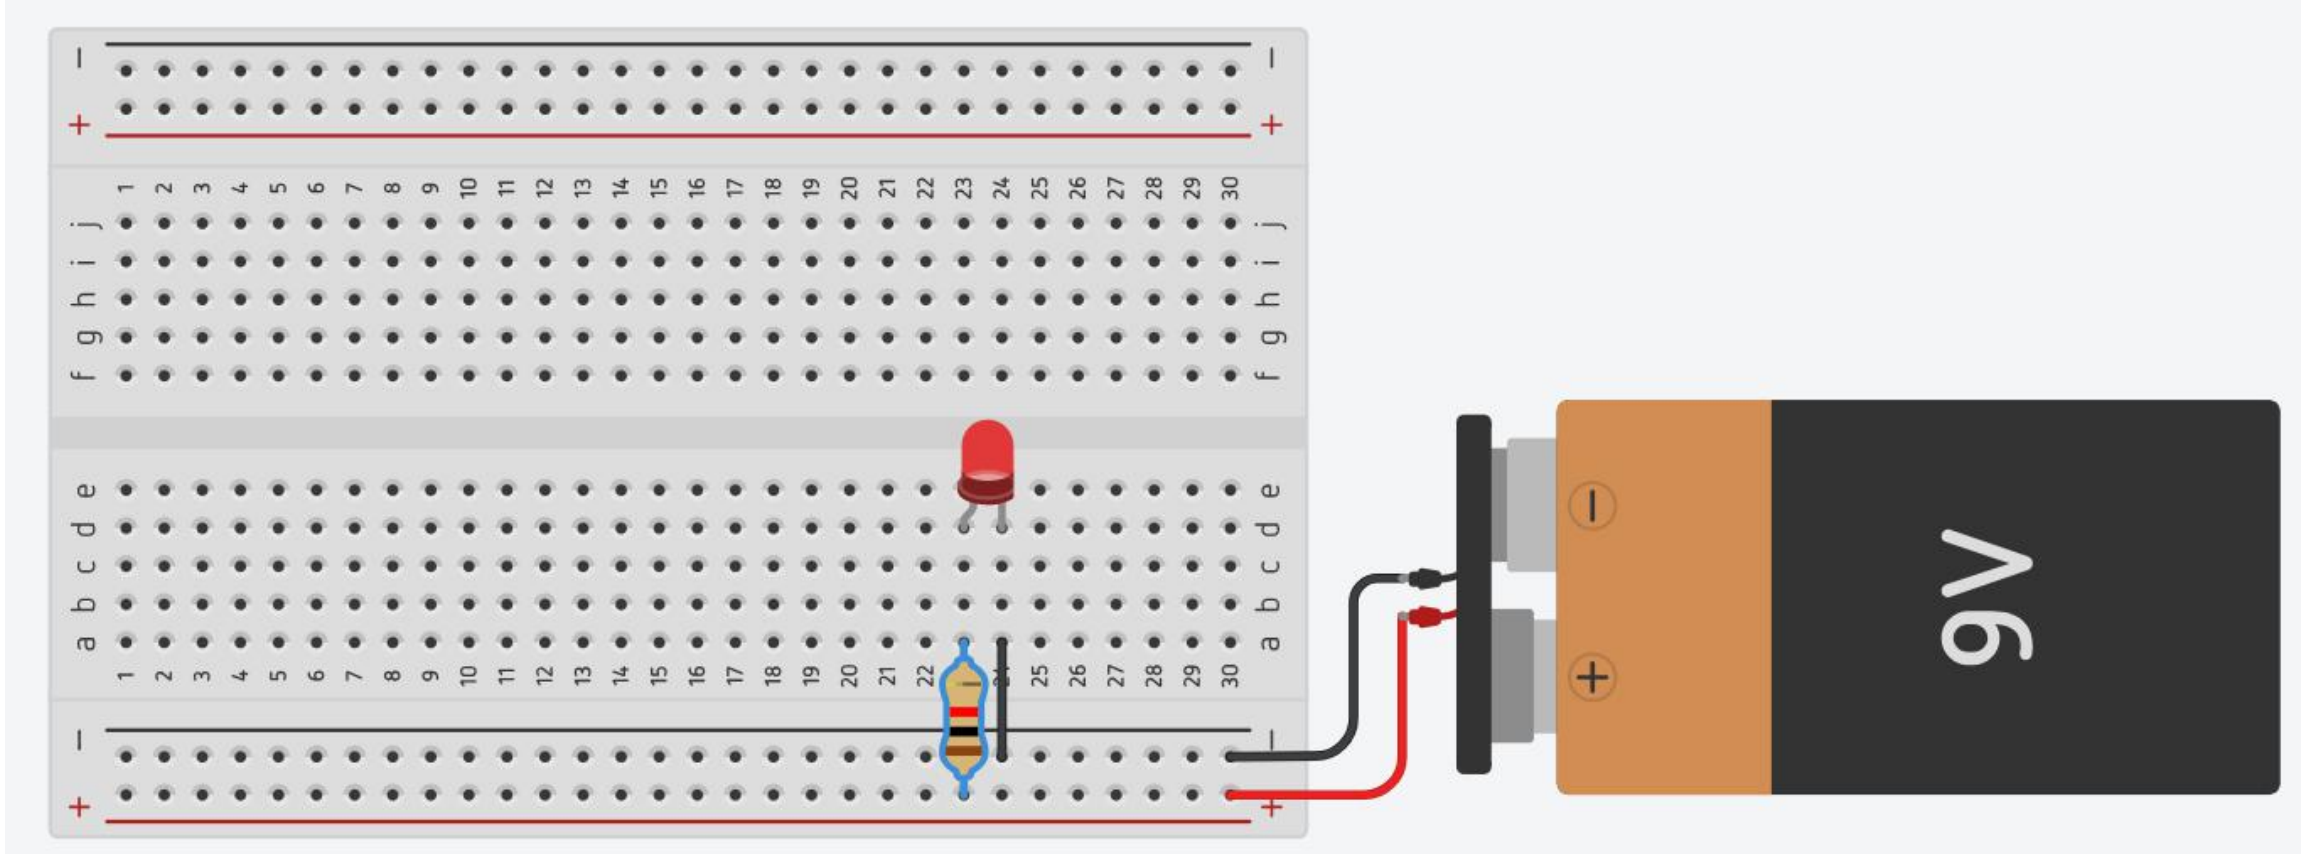 − −
+ +
1 2 3 4 5 6 7 8 9 10 11 12 13 14 15 16 17 18 19 20 21 22 23 24 25 26 27 28 29 30
j j
i i
h h
g g
f f
e e
d d
c c
b b
a a
1 2 3 4 5 6 7 8 9 10 11 12 13 14 15 16 17 18 19 20 21 22 25 26 27 28 29 30
− −
+ +
−
+
9V